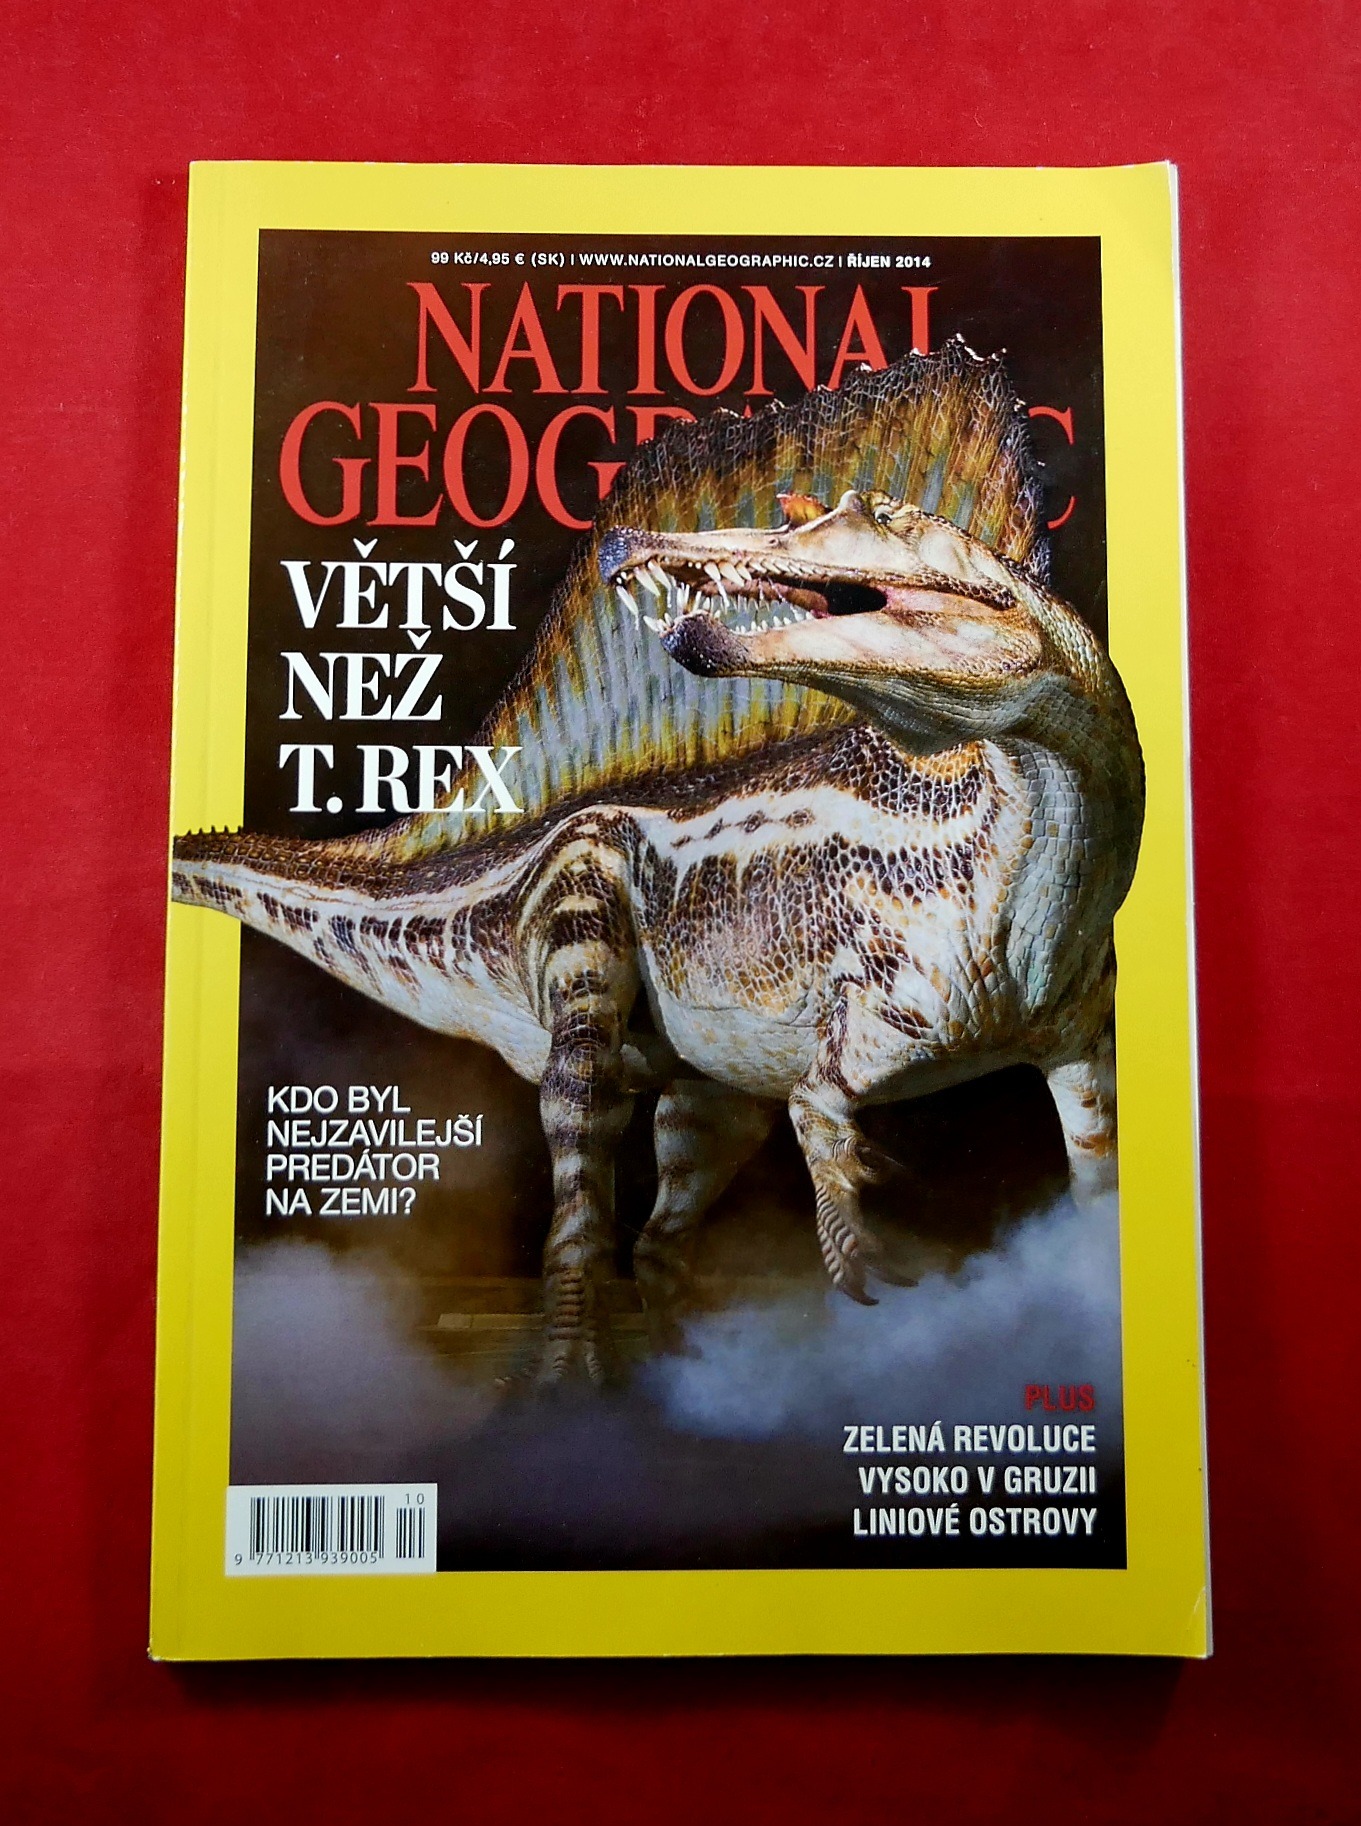 99 Kč/4,95 € (SK) | WWW.NATIONALGEOGRAPHIC.CZ | ŘÍJEN 2014
NATIONAL
GEOGRAPHIC
VĚTŠÍ
NEŽ
T. REX
KDO BYL
NEJZAVILEJŠÍ
PREDÁTOR
NA ZEMI?
PLUS
ZELENÁ REVOLUCE
VYSOKO V GRUZII
LINIOVÉ OSTROVY
10
9 771213 939005